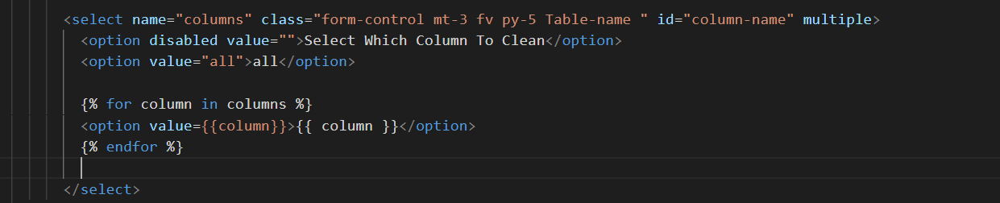 <select name="columns" class="form-control mt-3 fv py-5 Table-name " id="column-name" multiple>
<option disabled value="">Select Which Column To Clean</option>
<option value="all">all</option>
{% for column in columns %}
<option value={{column}}>{{ column }}</option>
{% endfor %}
</select>